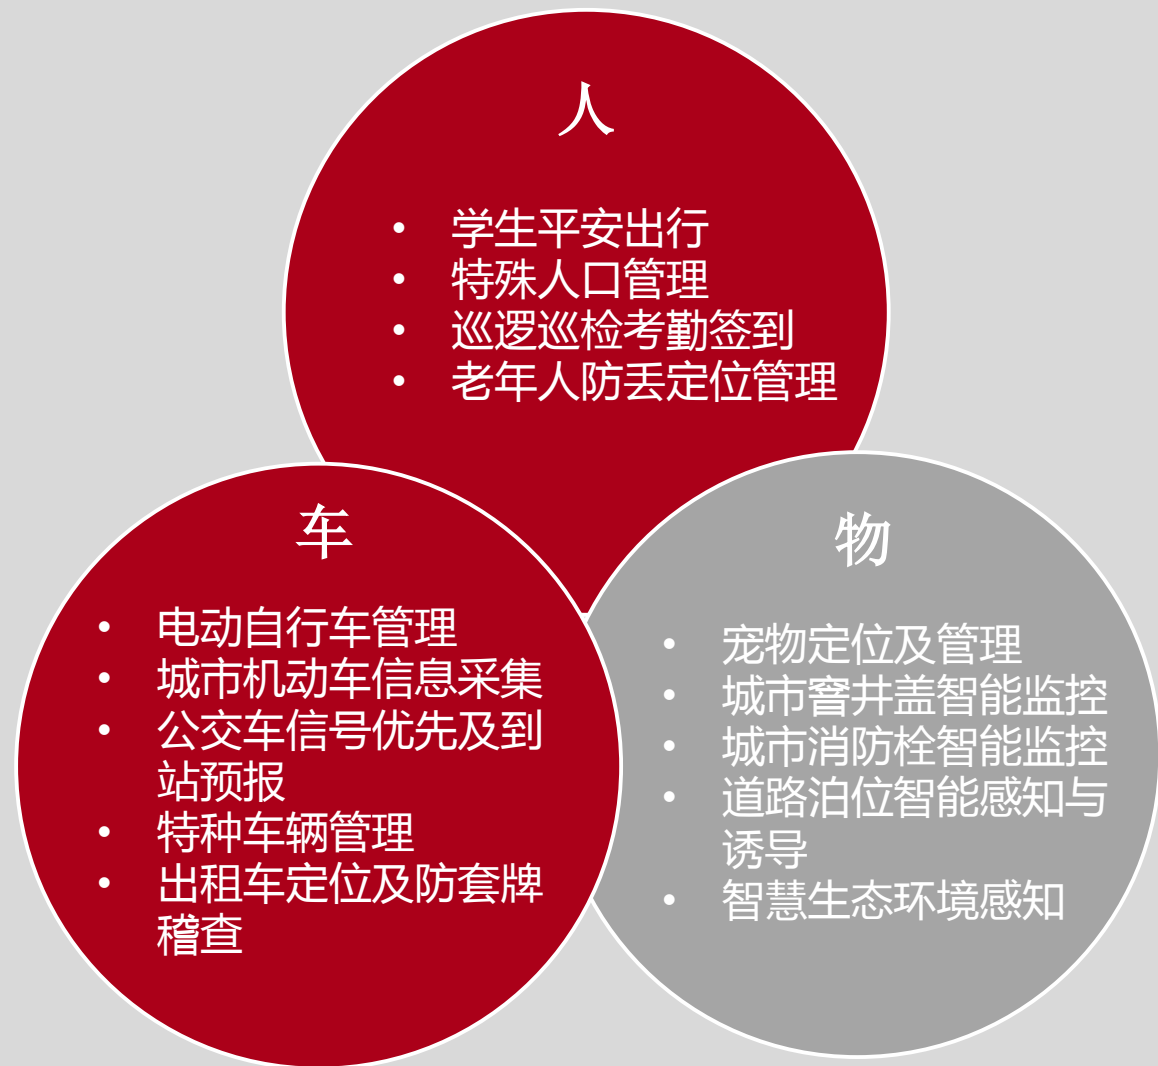 人
• 学生平安出行
• 特殊人口管理
• 巡逻巡检考勤签到
• 老年人防丢定位管理
车
• 电动自行车管理
• 城市机动车信息采集
• 公交车信号优先及到
站预报
• 特种车辆管理
• 出租车定位及防套牌
稽查
物
• 宠物定位及管理
• 城市窨井盖智能监控
• 城市消防栓智能监控
• 道路泊位智能感知与
诱导
• 智慧生态环境感知